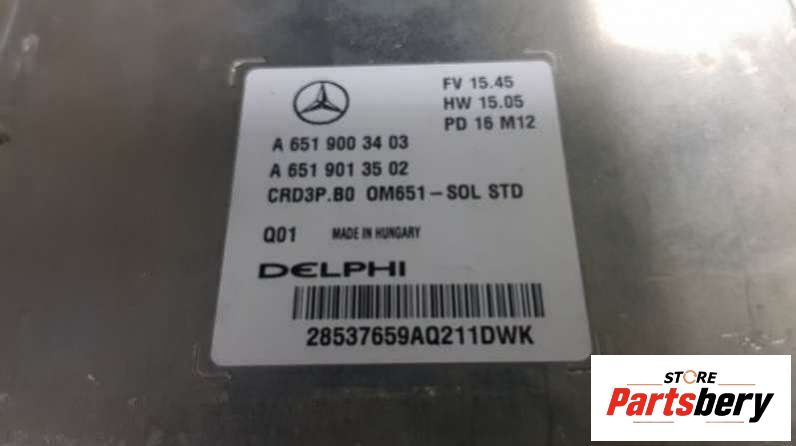 FV 15.45
HW 15.05
PD 16 M12
A 651 900 34 03
A 651 901 35 02
CRD3P.B0 OM651-SOL STD
Q01 MADE IN HUNGARY
DELPHI
28537659AQ211DWK
STORE
Partsbery